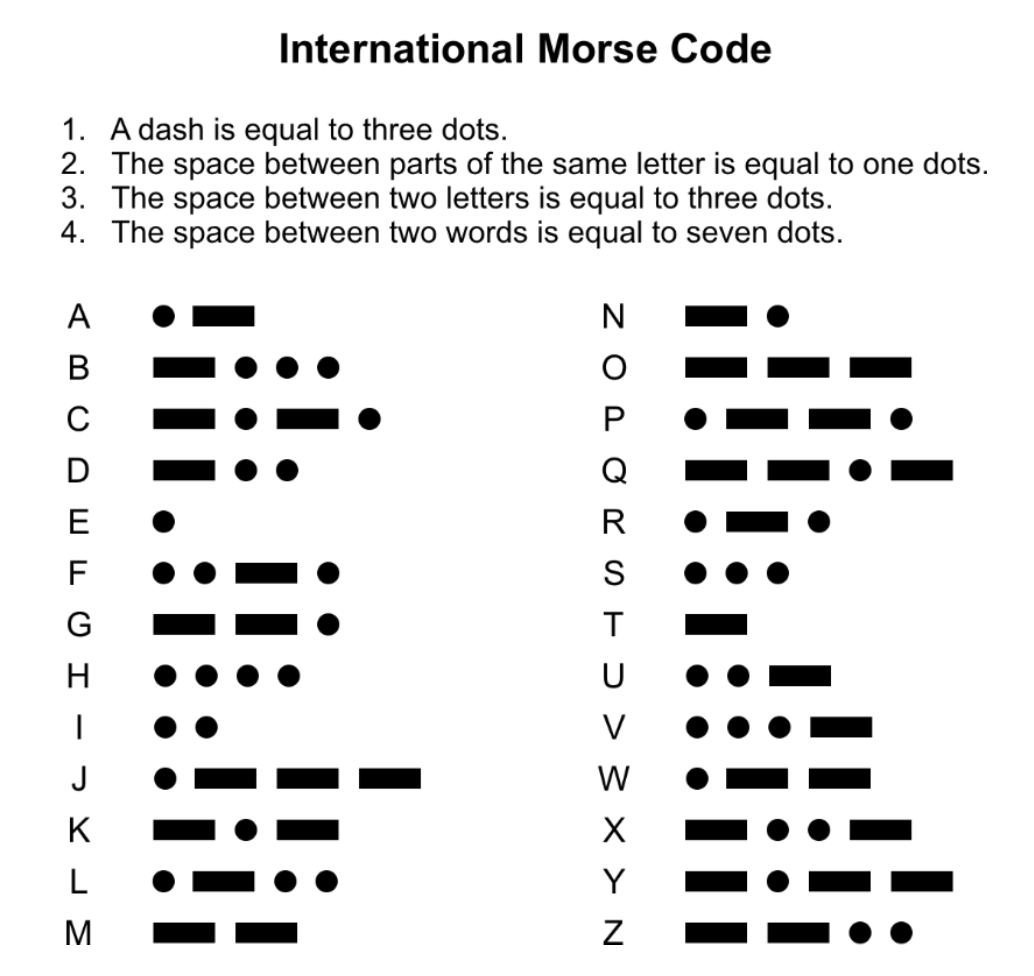 International Morse Code
1. A dash is equal to three dots.
2. The space between parts of the same letter is equal to one dots.
3. The space between two letters is equal to three dots.
4. The space between two words is equal to seven dots.
A ● ▬ N ▬ ●
B ▬ ● ● ● O ▬ ▬ ▬
C ▬ ● ▬ ● P ● ▬ ▬ ●
D ▬ ● ● Q ▬ ▬ ● ▬
E ● R ● ▬ ●
F ● ● ▬ ● S ● ● ●
G ▬ ▬ ● T ▬
H ● ● ● ● U ● ● ▬
I ● ● V ● ● ● ▬
J ● ▬ ▬ ▬ W ● ▬ ▬
K ▬ ● ▬ X ▬ ● ● ▬
L ● ▬ ● ● Y ▬ ● ▬ ▬
M ▬ ▬ Z ▬ ▬ ● ●